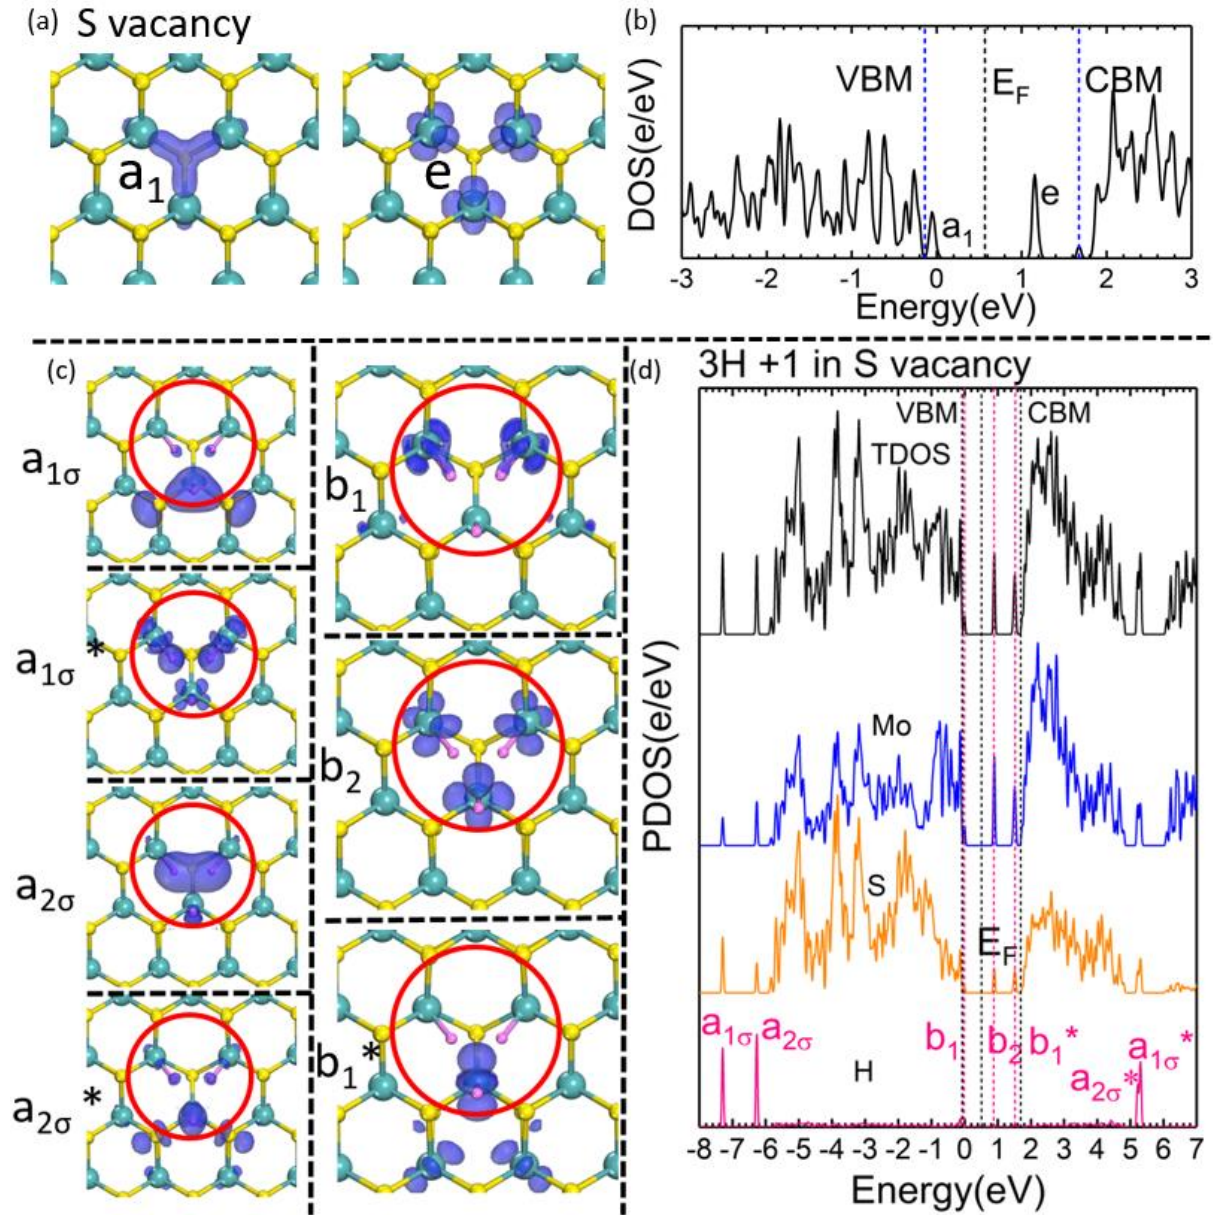 (a) S vacancy
a1
e
(b)
DOS(e/eV)
VBM
EF
CBM
a1
e
-3 -2 -1 0 1 2 3
Energy(eV)
(c)
a1σ
a1σ*
a2σ
a2σ*
b1
b2
b1*
(d) 3H +1 in S vacancy
PDOS(e/eV)
VBM CBM
TDOS
Mo
S
EF
a1σ a2σ b1 b2 b1* a1σ*
a2σ*
H
-8 -7 -6 -5 -4 -3 -2 -1 0 1 2 3 4 5 6 7
Energy(eV)